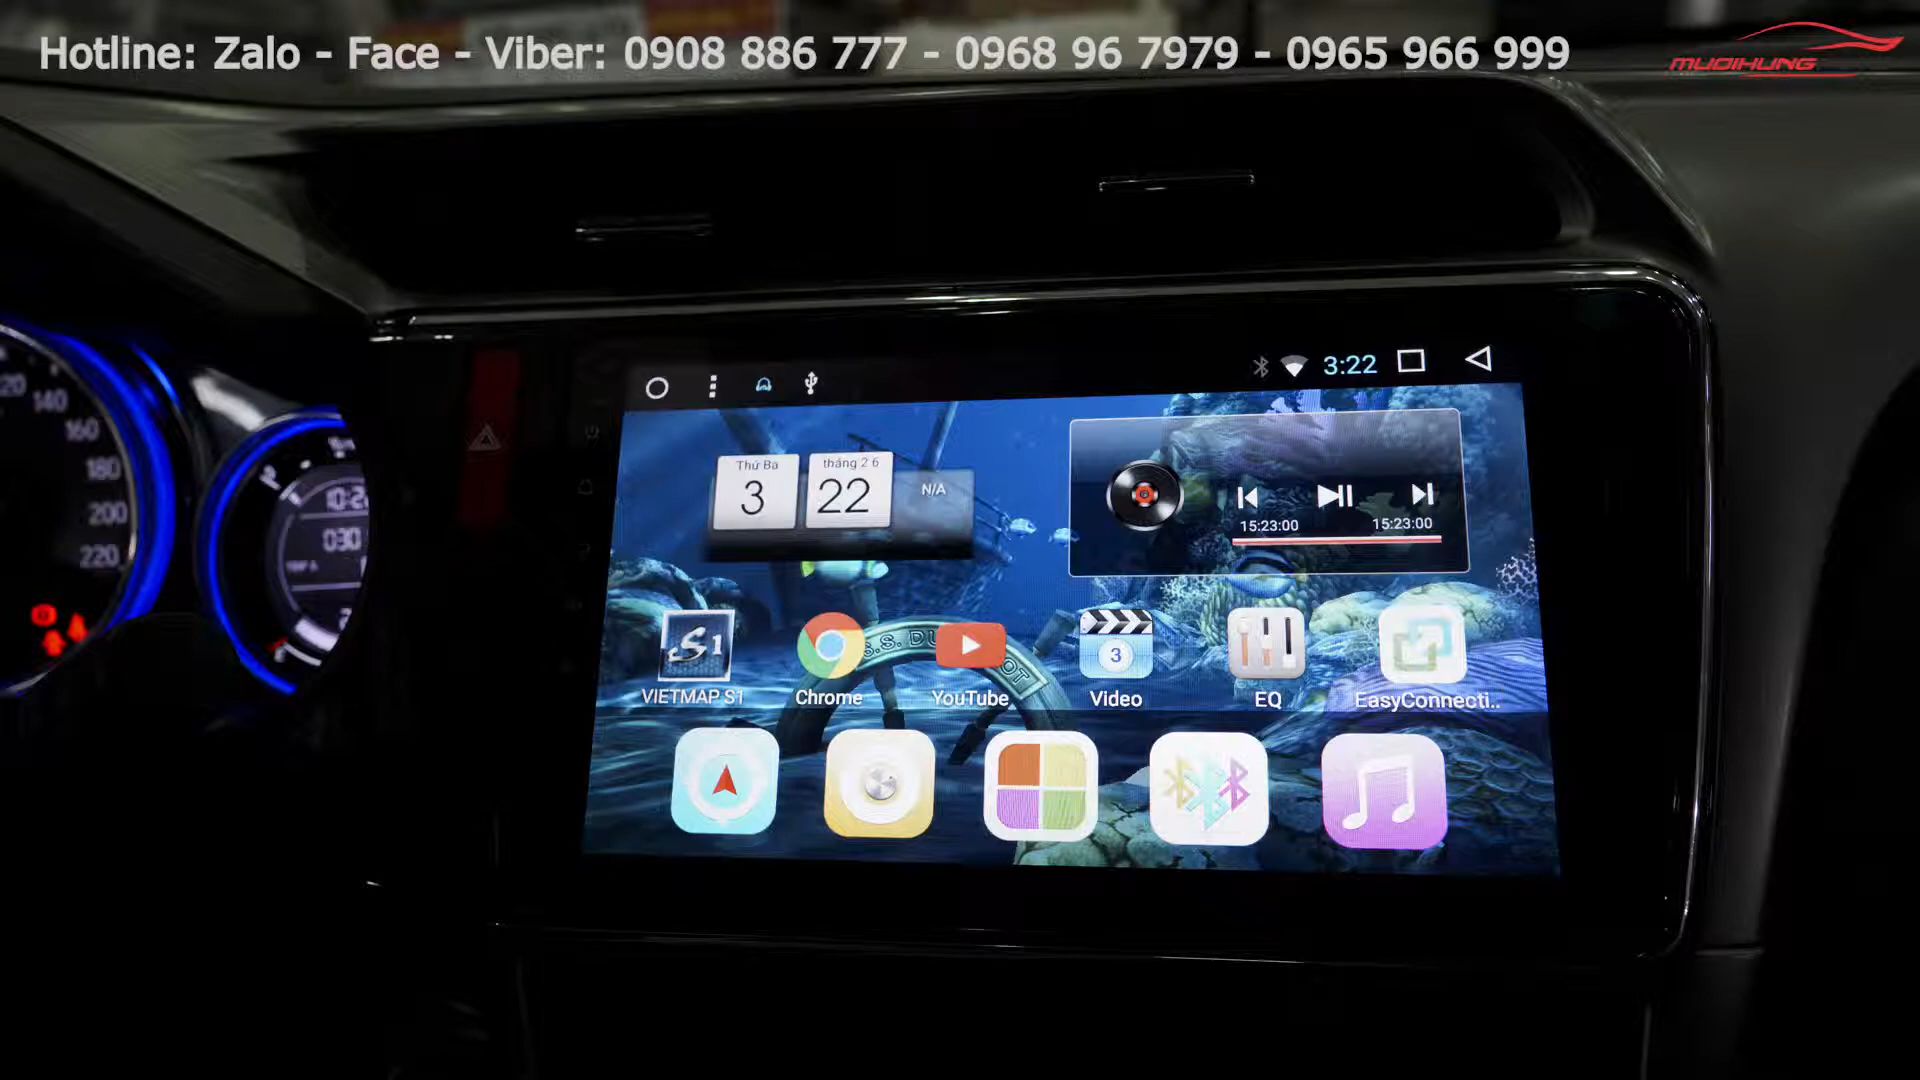 Hotline: Zalo - Face - Viber: 0908 886 777 - 0968 96 7979 - 0965 966 999
MUOIHUNG
3:22
Thứ Ba
tháng 2 6
3
22
N/A
15:23:00
15:23:00
140
160
180
200
220
030
S1
3
VIETMAP S1
Chrome
YouTube
Video
EQ
EasyConnecti..